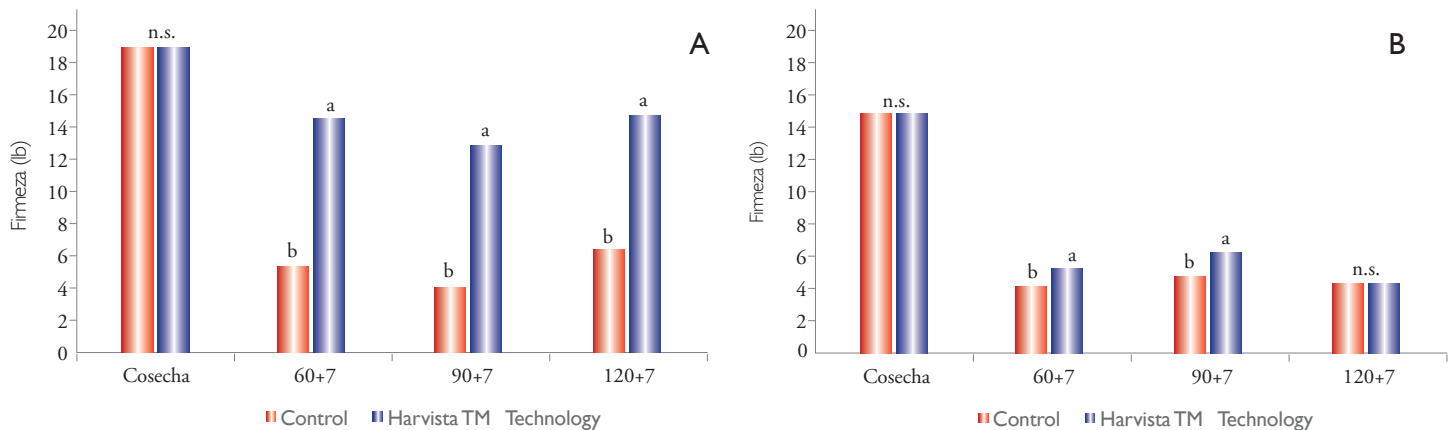 A
Firmeza (lb)
20
18
16
14
12
10
8
6
4
2
0
n.s.
b
a
b
a
b
a
Cosecha
60+7
90+7
120+7
Control
Harvista TM Technology
B
Firmeza (lb)
20
18
16
14
12
10
8
6
4
2
0
n.s.
b
a
b
a
n.s.
Cosecha
60+7
90+7
120+7
Control
Harvista TM Technology